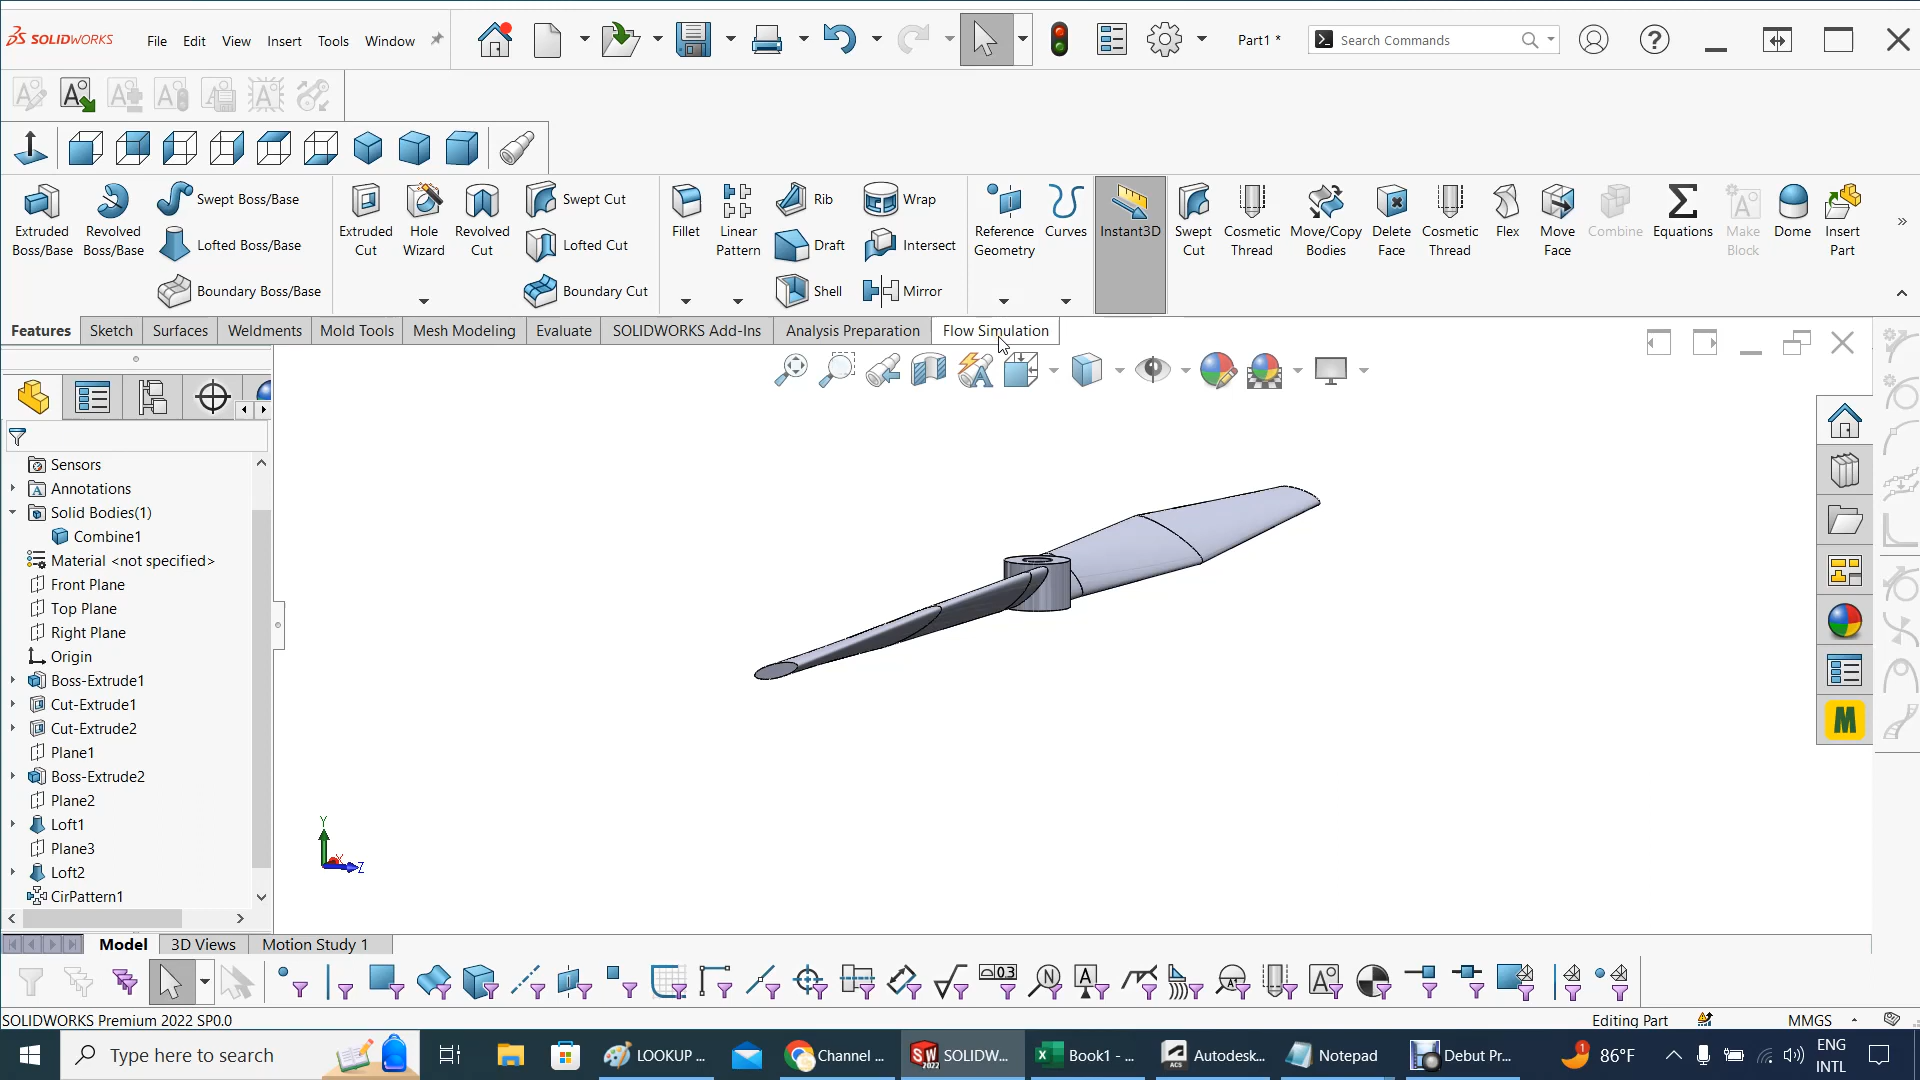 SOLIDWORKS File Edit View Insert Tools Window Part1 * Search Commands
Swept Boss/Base Swept Cut Rib Wrap
Extruded Boss/Base Revolved Boss/Base Lofted Boss/Base Extruded Cut Hole Wizard Revolved Cut Lofted Cut Fillet Linear Pattern Draft Intersect Reference Geometry Curves Instant3D Swept Cut Cosmetic Thread Move/Copy Bodies Delete Face Cosmetic Thread Flex Move Face Combine Equations Make Block Dome Insert Part
Boundary Boss/Base Boundary Cut Shell Mirror
Features Sketch Surfaces Weldments Mold Tools Mesh Modeling Evaluate SOLIDWORKS Add-Ins Analysis Preparation Flow Simulation
Sensors
Annotations
Solid Bodies(1)
Combine1
Material <not specified>
Front Plane
Top Plane
Right Plane
Origin
Boss-Extrude1
Cut-Extrude1
Cut-Extrude2
Plane1
Boss-Extrude2
Plane2
Loft1
Plane3
Loft2
CirPattern1
Y
X
Z
M
Model 3D Views Motion Study 1
SOLIDWORKS Premium 2022 SP0.0 Editing Part MMGS
Type here to search LOOKUP ... Channel ... SOLIDW... Book1 - ... Autodesk... Notepad Debut Pr... 86°F ENG
INTL